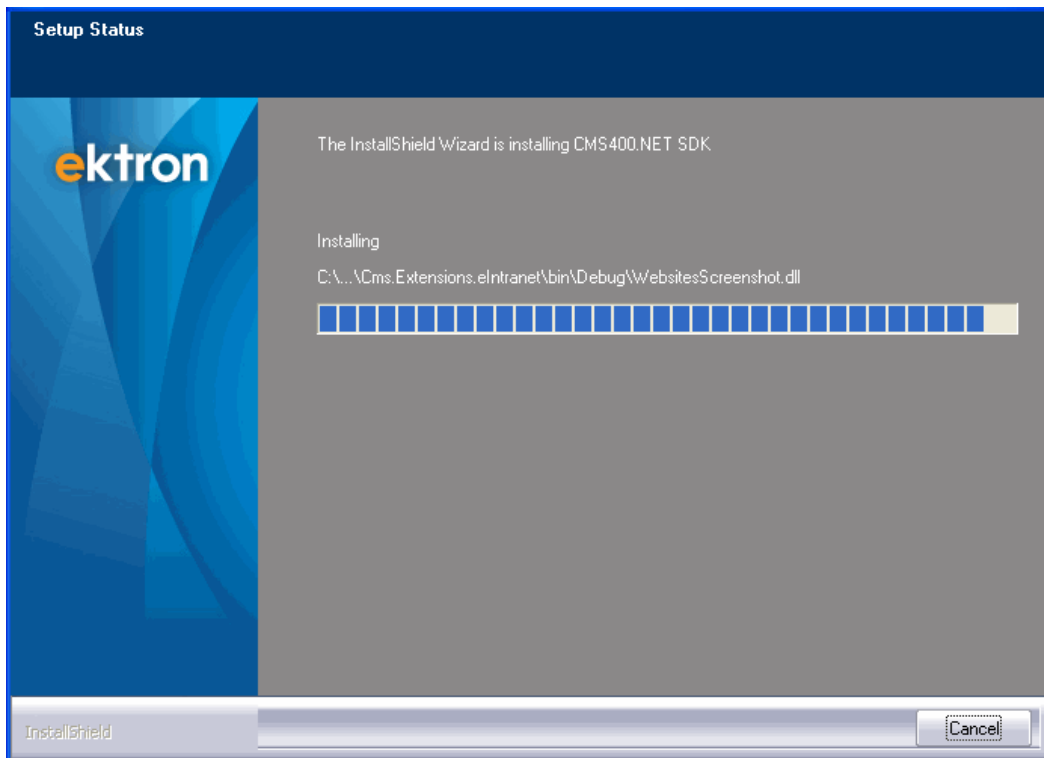 Setup Status
ektron
The InstallShield Wizard is installing CMS400.NET SDK
Installing
C:\...\Cms.Extensions.eIntranet\bin\Debug\WebsitesScreenshot.dll
InstallShield
Cancel